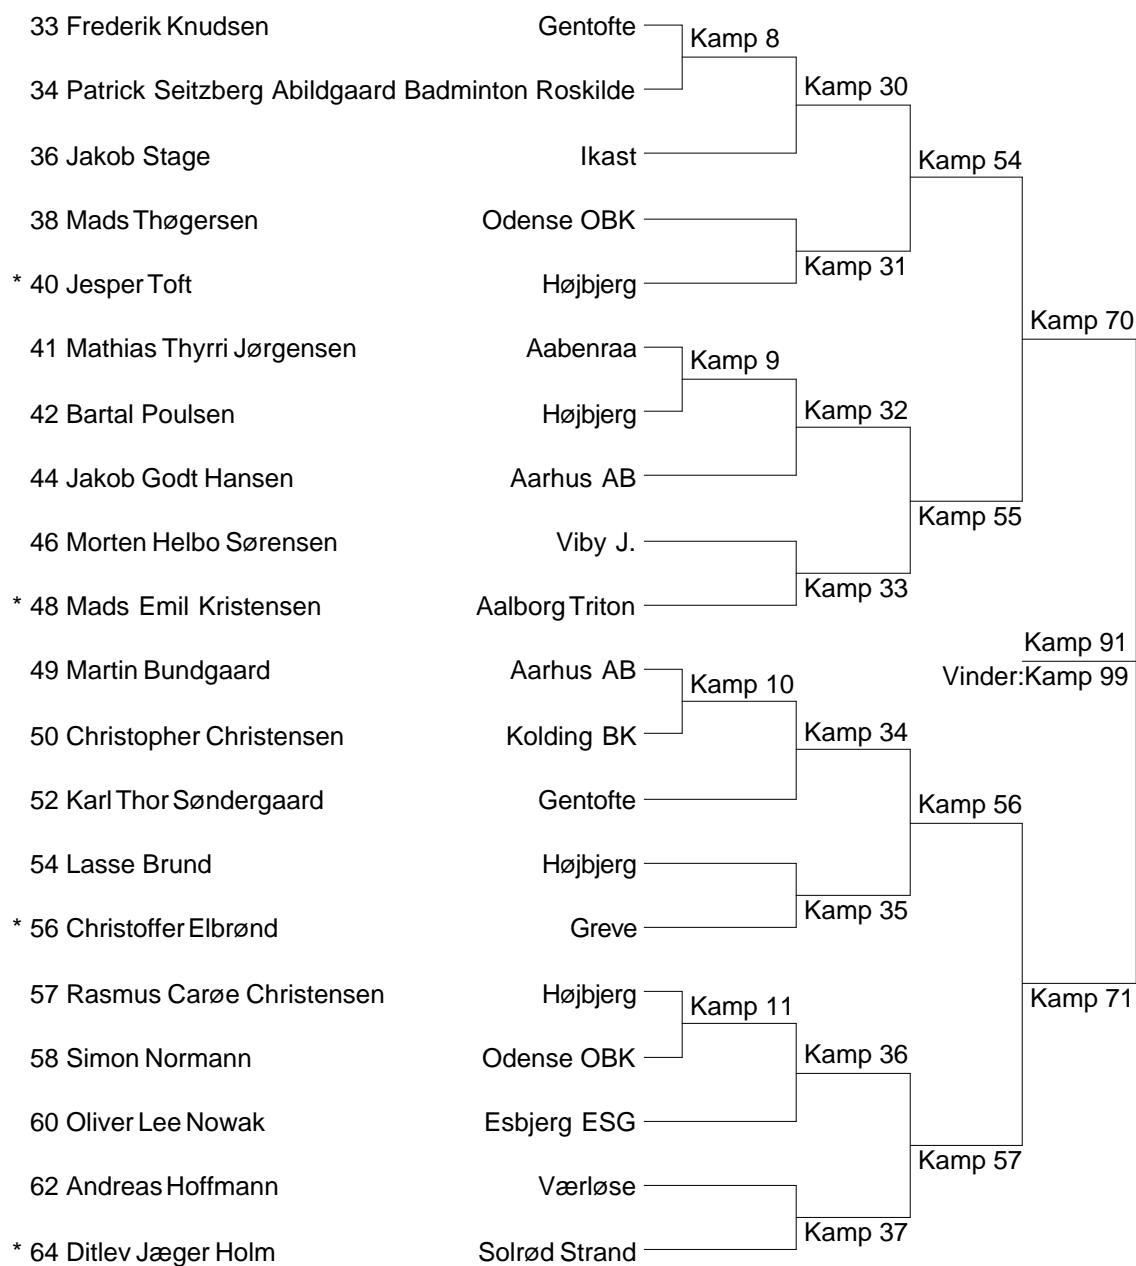 33 Frederik Knudsen Gentofte
Kamp 8
34 Patrick Seitzberg Abildgaard Badminton Roskilde
Kamp 30
36 Jakob Stage Ikast
Kamp 54
38 Mads Thøgersen Odense OBK
Kamp 31
* 40 Jesper Toft Højbjerg
Kamp 70
41 Mathias Thyrri Jørgensen Aabenraa
Kamp 9
42 Bartal Poulsen Højbjerg
Kamp 32
44 Jakob Godt Hansen Aarhus AB
Kamp 55
46 Morten Helbo Sørensen Viby J.
Kamp 33
* 48 Mads Emil Kristensen Aalborg Triton
Kamp 91
49 Martin Bundgaard Aarhus AB
Vinder:Kamp 99
Kamp 10
50 Christopher Christensen Kolding BK
Kamp 34
52 Karl Thor Søndergaard Gentofte
Kamp 56
54 Lasse Brund Højbjerg
Kamp 35
* 56 Christoffer Elbrønd Greve
57 Rasmus Carøe Christensen Højbjerg
Kamp 71
Kamp 11
58 Simon Normann Odense OBK
Kamp 36
60 Oliver Lee Nowak Esbjerg ESG
Kamp 57
62 Andreas Hoffmann Værløse
Kamp 37
* 64 Ditlev Jæger Holm Solrød Strand